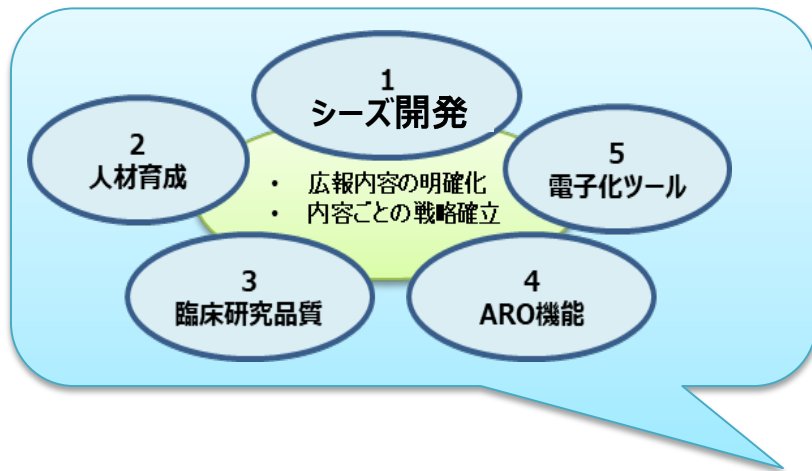 1
シーズ開発
2
人材育成
5
電子化ツール
・ 広報内容の明確化
・ 内容ごとの戦略確立
3
臨床研究品質
4
ARO機能